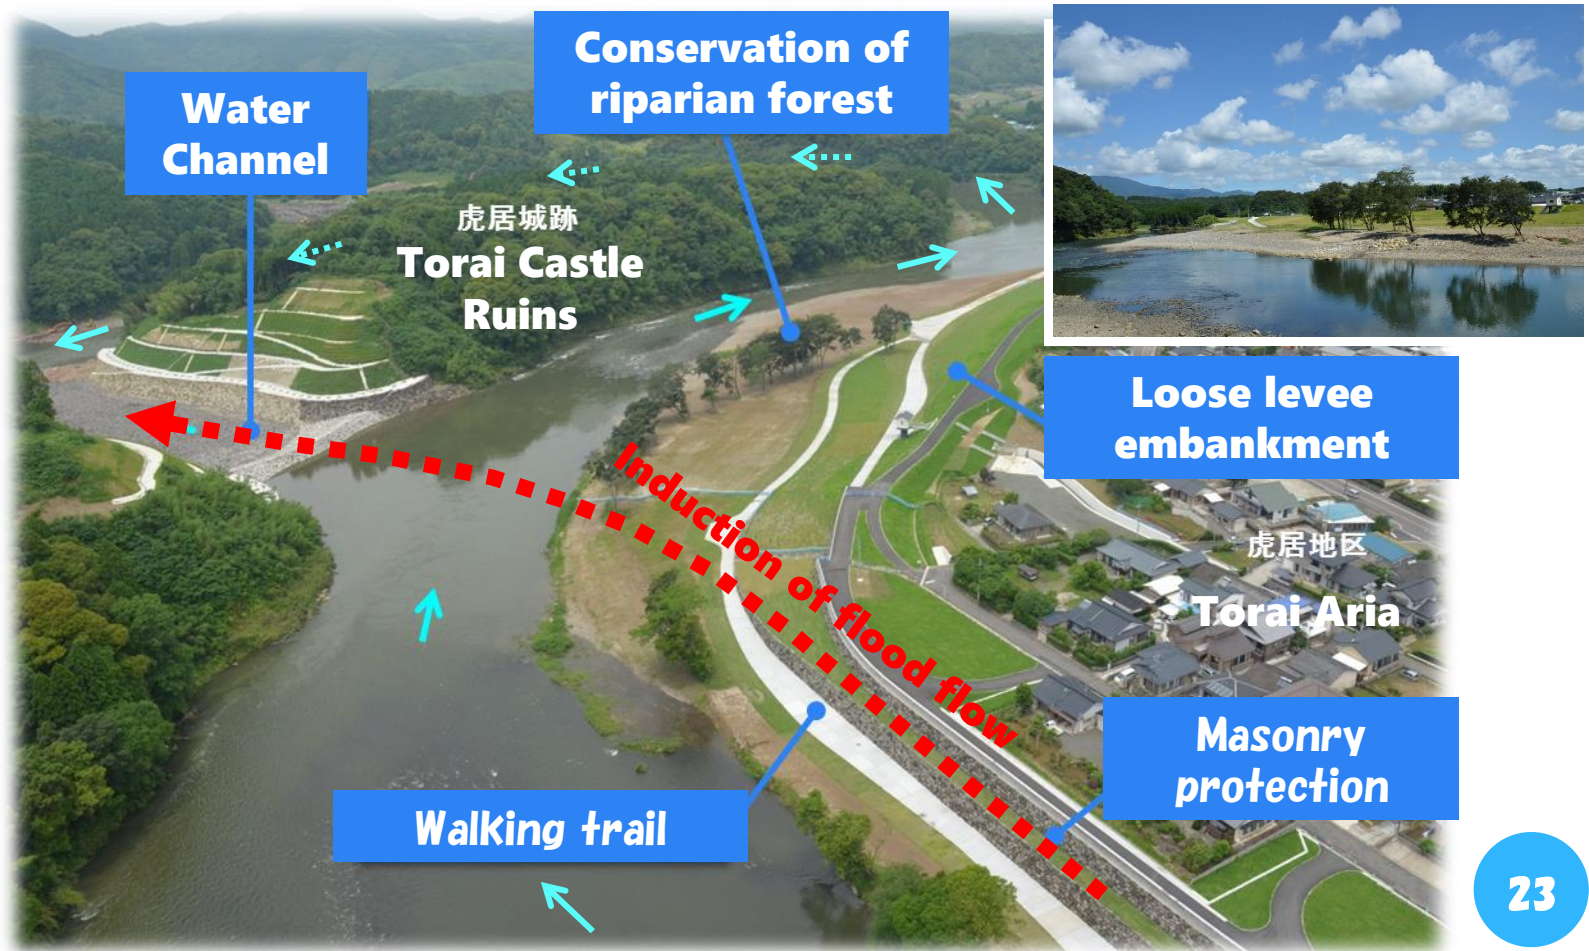 Conservation of
riparian forest
Water
Channel
虎居城跡
Torai Castle
Ruins
Loose levee
embankment
Induction of flood flow
虎居地区
Torai Aria
Masonry
protection
Walking trail
23